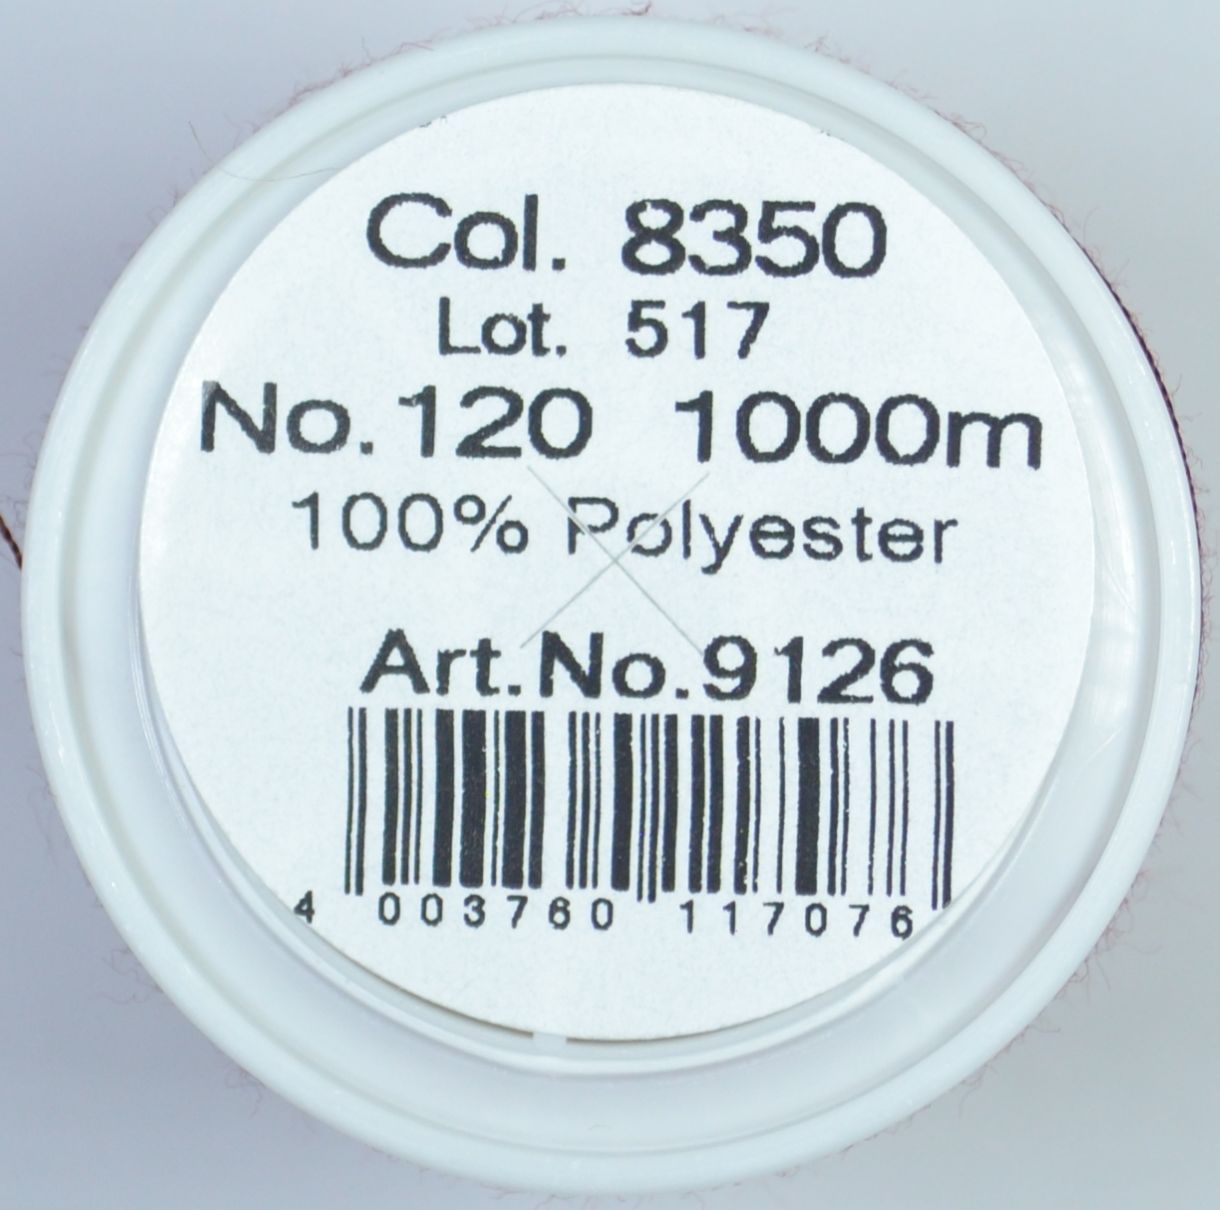 Col. 8350
Lot. 517
No.120 1000m
100% Polyester
Art.No.9126
4 003760 117076